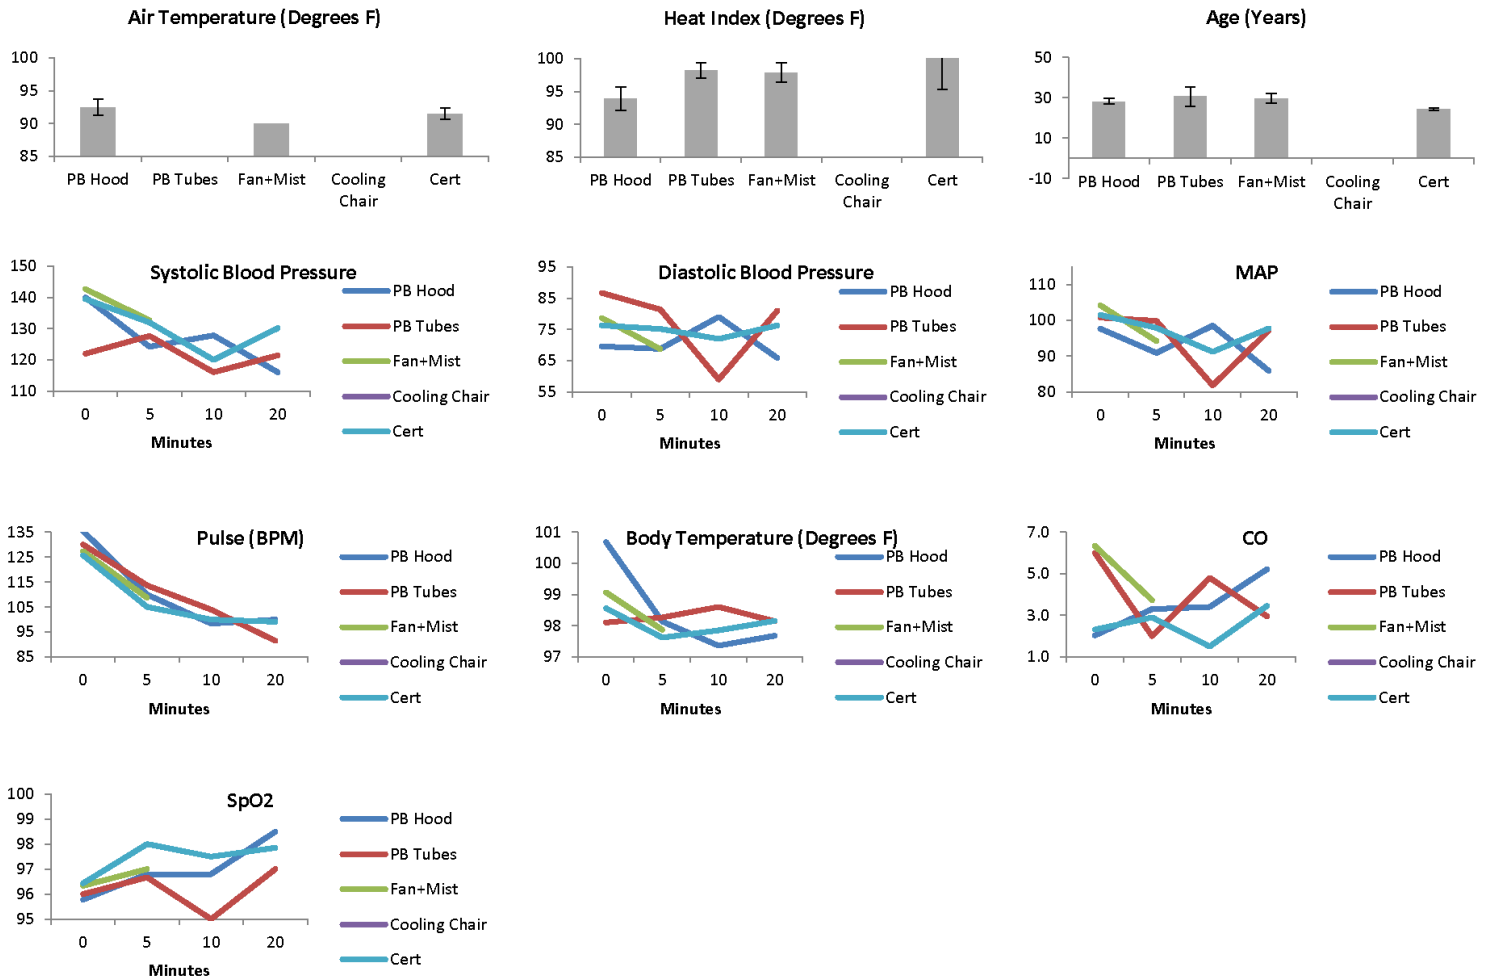 Air Temperature (Degrees F)
100
95
90
85
PB Hood PB Tubes Fan+Mist Cooling Chair Cert
Heat Index (Degrees F)
100
95
90
85
PB Hood PB Tubes Fan+Mist Cooling Chair Cert
Age (Years)
50
30
10
-10
PB Hood PB Tubes Fan+Mist Cooling Chair Cert
Systolic Blood Pressure
150
140
130
120
110
0 5 10 20
Minutes
PB Hood
PB Tubes
Fan+Mist
Cooling Chair
Cert
Diastolic Blood Pressure
95
85
75
65
55
0 5 10 20
Minutes
PB Hood
PB Tubes
Fan+Mist
Cooling Chair
Cert
MAP
110
100
90
80
0 5 10 20
Minutes
PB Hood
PB Tubes
Fan+Mist
Cooling Chair
Cert
Pulse (BPM)
135
125
115
105
95
85
0 5 10 20
Minutes
PB Hood
PB Tubes
Fan+Mist
Cooling Chair
Cert
Body Temperature (Degrees F)
101
100
99
98
97
0 5 10 20
Minutes
PB Hood
PB Tubes
Fan+Mist
Cooling Chair
Cert
CO
7.0
5.0
3.0
1.0
0 5 10 20
Minutes
PB Hood
PB Tubes
Fan+Mist
Cooling Chair
Cert
SpO2
100
99
98
97
96
95
0 5 10 20
Minutes
PB Hood
PB Tubes
Fan+Mist
Cooling Chair
Cert